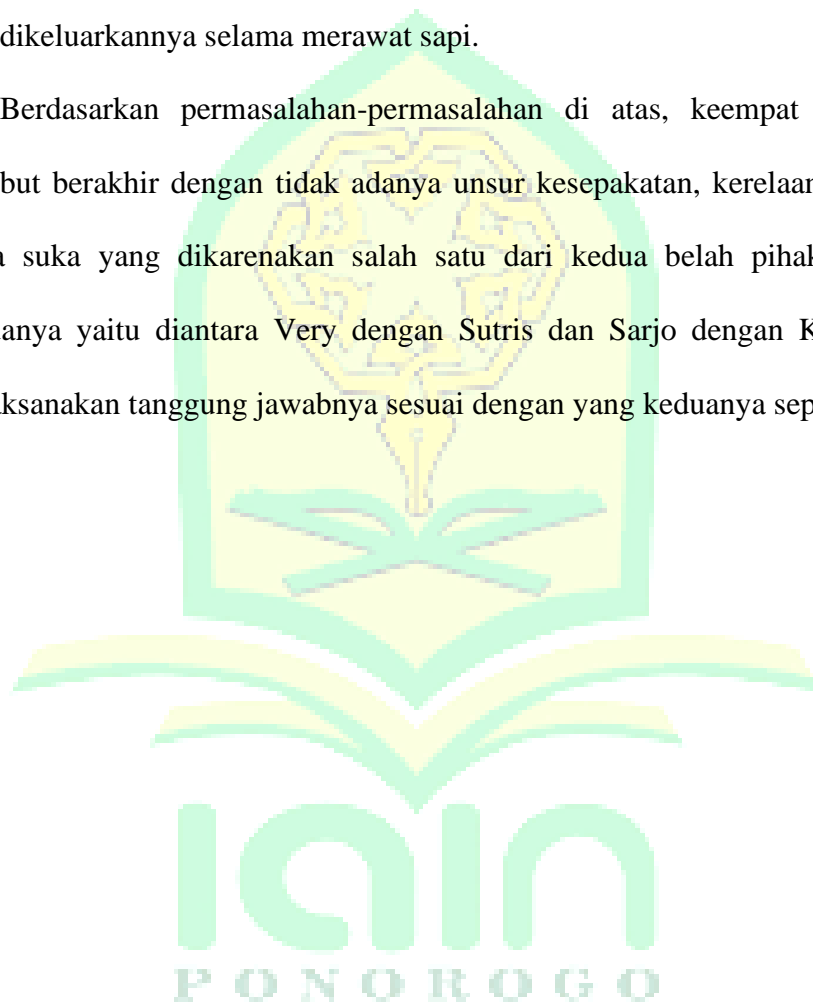 dikeluarkannya selama merawat sapi.
Berdasarkan permasalahan-permasalahan di atas, keempat
but berakhir dengan tidak adanya unsur kesepakatan, kerelaan
a suka yang dikarenakan salah satu dari kedua belah pihak
anya yaitu diantara Very dengan Sutris dan Sarjo dengan K
aksanakan tanggung jawabnya sesuai dengan yang keduanya sep
iain
PONOROGO